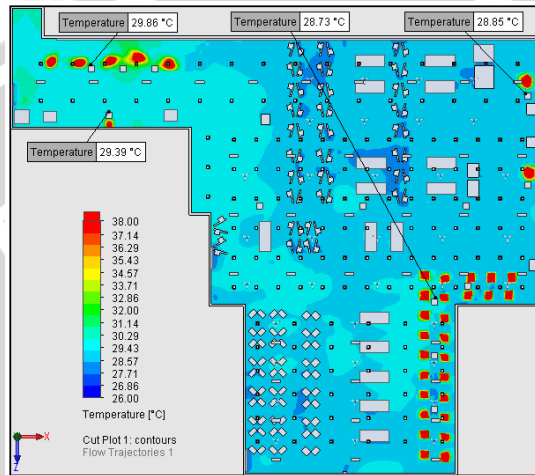 Temperature 29.86 °C
Temperature 28.73 °C
Temperature 28.85 °C
Temperature 29.39 °C
38.00
37.14
36.29
35.43
34.57
33.71
32.86
32.00
31.14
30.29
29.43
28.57
27.71
26.86
26.00
Temperature [°C]
Cut Plot 1: contours
Flow Trajectories 1
X
Z